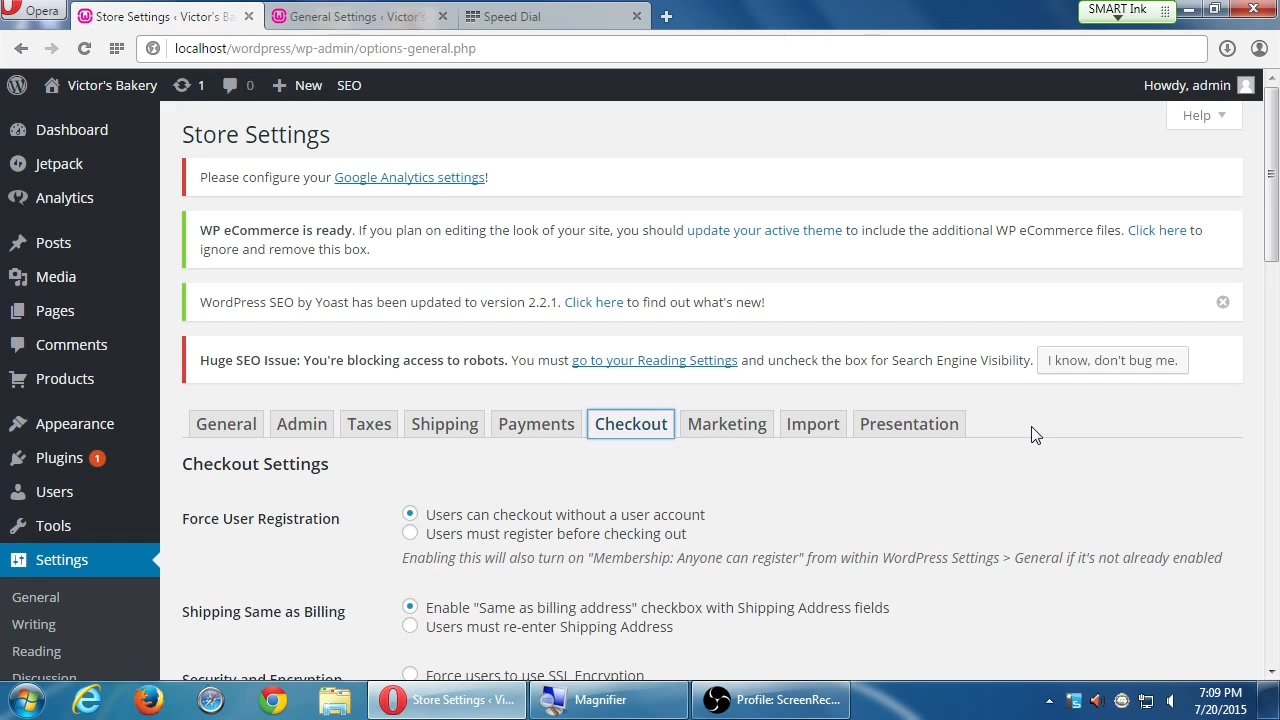 Opera
Store Settings ‹ Victor's Ba
General Settings ‹ Victor's
Speed Dial
SMART Ink
localhost/wordpress/wp-admin/options-general.php
Victor's Bakery
1
0
New
SEO
Howdy, admin
Dashboard
Jetpack
Analytics
Posts
Media
Pages
Comments
Products
Appearance
Plugins 1
Users
Tools
Settings
General
Writing
Reading
Discussion
Help
Store Settings
Please configure your Google Analytics settings!
WP eCommerce is ready. If you plan on editing the look of your site, you should update your active theme to include the additional WP eCommerce files. Click here to
ignore and remove this box.
WordPress SEO by Yoast has been updated to version 2.2.1. Click here to find out what's new!
Huge SEO Issue: You're blocking access to robots. You must go to your Reading Settings and uncheck the box for Search Engine Visibility. I know, don't bug me.
General Admin Taxes Shipping Payments Checkout Marketing Import Presentation
Checkout Settings
Force User Registration
Users can checkout without a user account
Users must register before checking out
Enabling this will also turn on "Membership: Anyone can register" from within WordPress Settings > General if it's not already enabled
Shipping Same as Billing
Enable "Same as billing address" checkbox with Shipping Address fields
Users must re-enter Shipping Address
Security and Encryption
Force users to use SSL Encryption
Store Settings ‹ Vi...
Magnifier
Profile: ScreenRec...
7:09 PM
7/20/2015